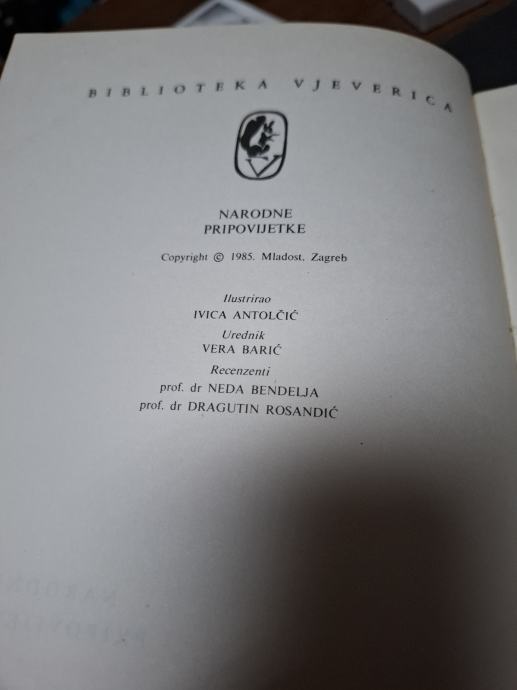 BIBLIOTEKA VJEVERICA
V
NARODNE
PRIPOVIJETKE
Copyright © 1985. Mladost, Zagreb
Ilustrirao
IVICA ANTOLČIĆ
Urednik
VERA BARIĆ
Recenzenti
prof. dr NEDA BENDELJA
prof. dr DRAGUTIN ROSANDIĆ